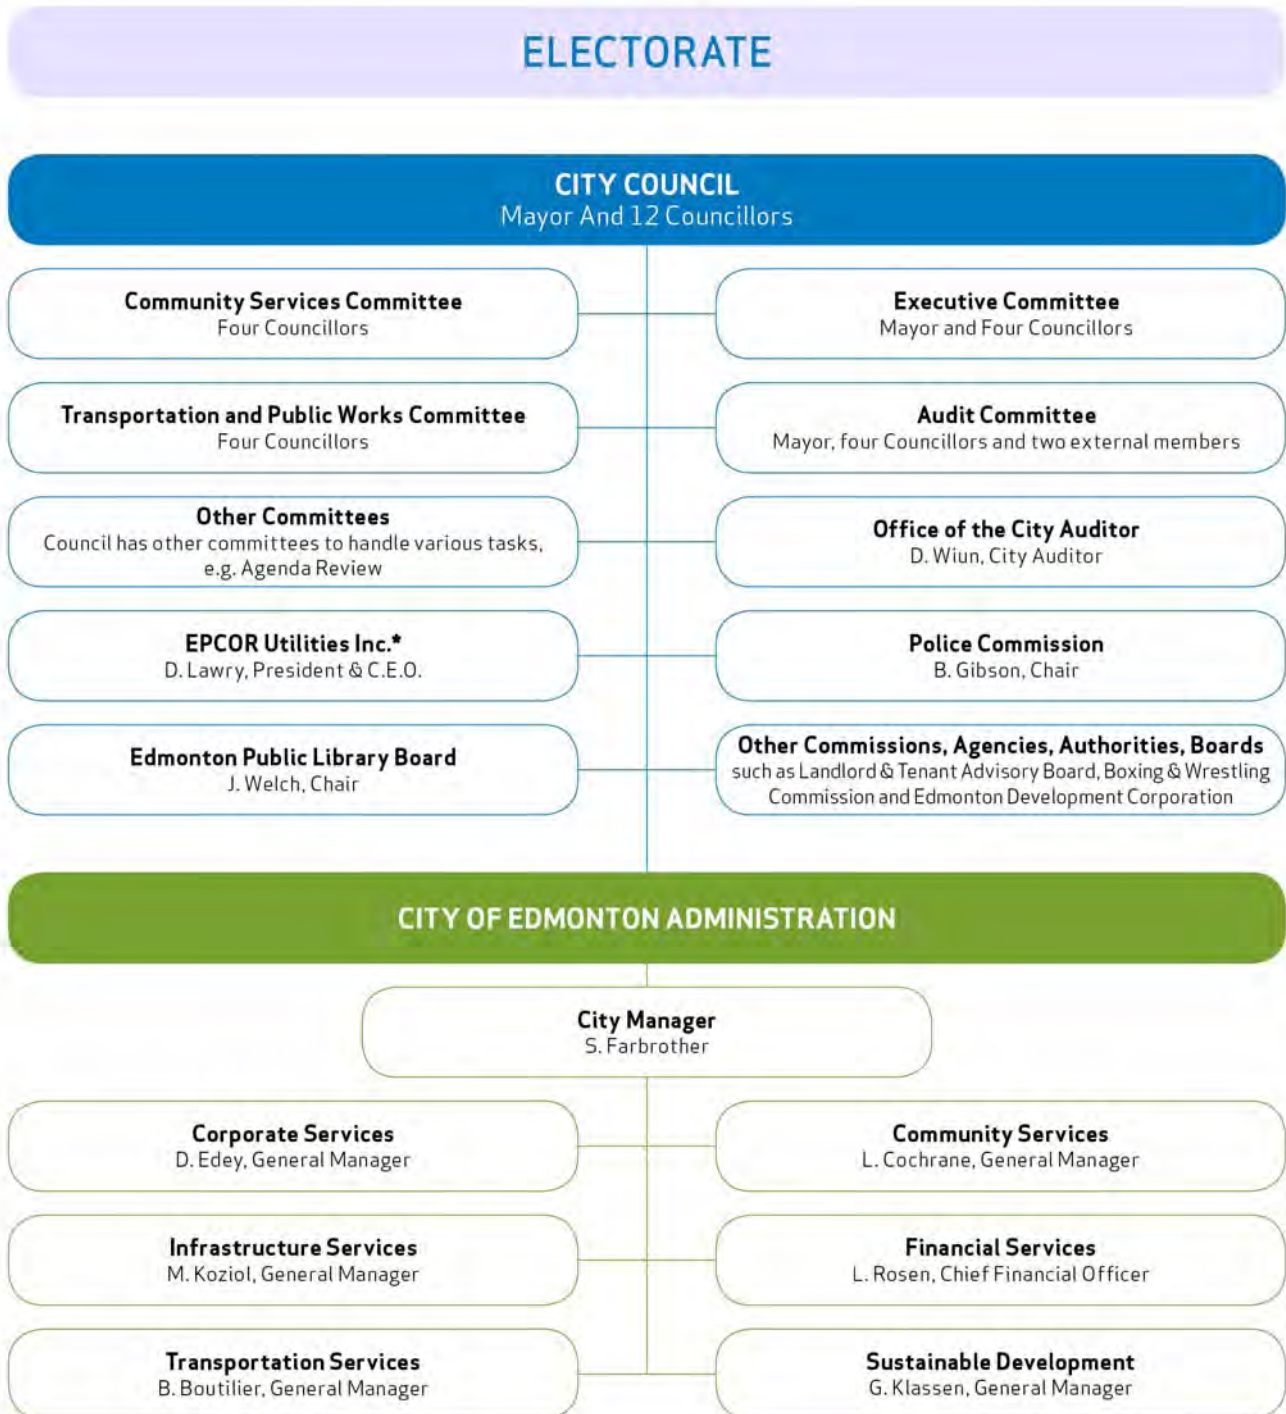 ELECTORATE
CITY COUNCIL
Mayor And 12 Councillors
Community Services Committee
Four Councillors
Executive Committee
Mayor and Four Councillors
Transportation and Public Works Committee
Four Councillors
Audit Committee
Mayor, four Councillors and two external members
Other Committees
Council has other committees to handle various tasks,
e.g. Agenda Review
Office of the City Auditor
D. Wiun, City Auditor
EPCOR Utilities Inc.*
D. Lawry, President & C.E.O.
Police Commission
B. Gibson, Chair
Edmonton Public Library Board
J. Welch, Chair
Other Commissions, Agencies, Authorities, Boards
such as Landlord & Tenant Advisory Board, Boxing & Wrestling
Commission and Edmonton Development Corporation
CITY OF EDMONTON ADMINISTRATION
City Manager
S. Farbrother
Corporate Services
D. Edey, General Manager
Community Services
L. Cochrane, General Manager
Infrastructure Services
M. Koziol, General Manager
Financial Services
L. Rosen, Chief Financial Officer
Transportation Services
B. Boutilier, General Manager
Sustainable Development
G. Klassen, General Manager